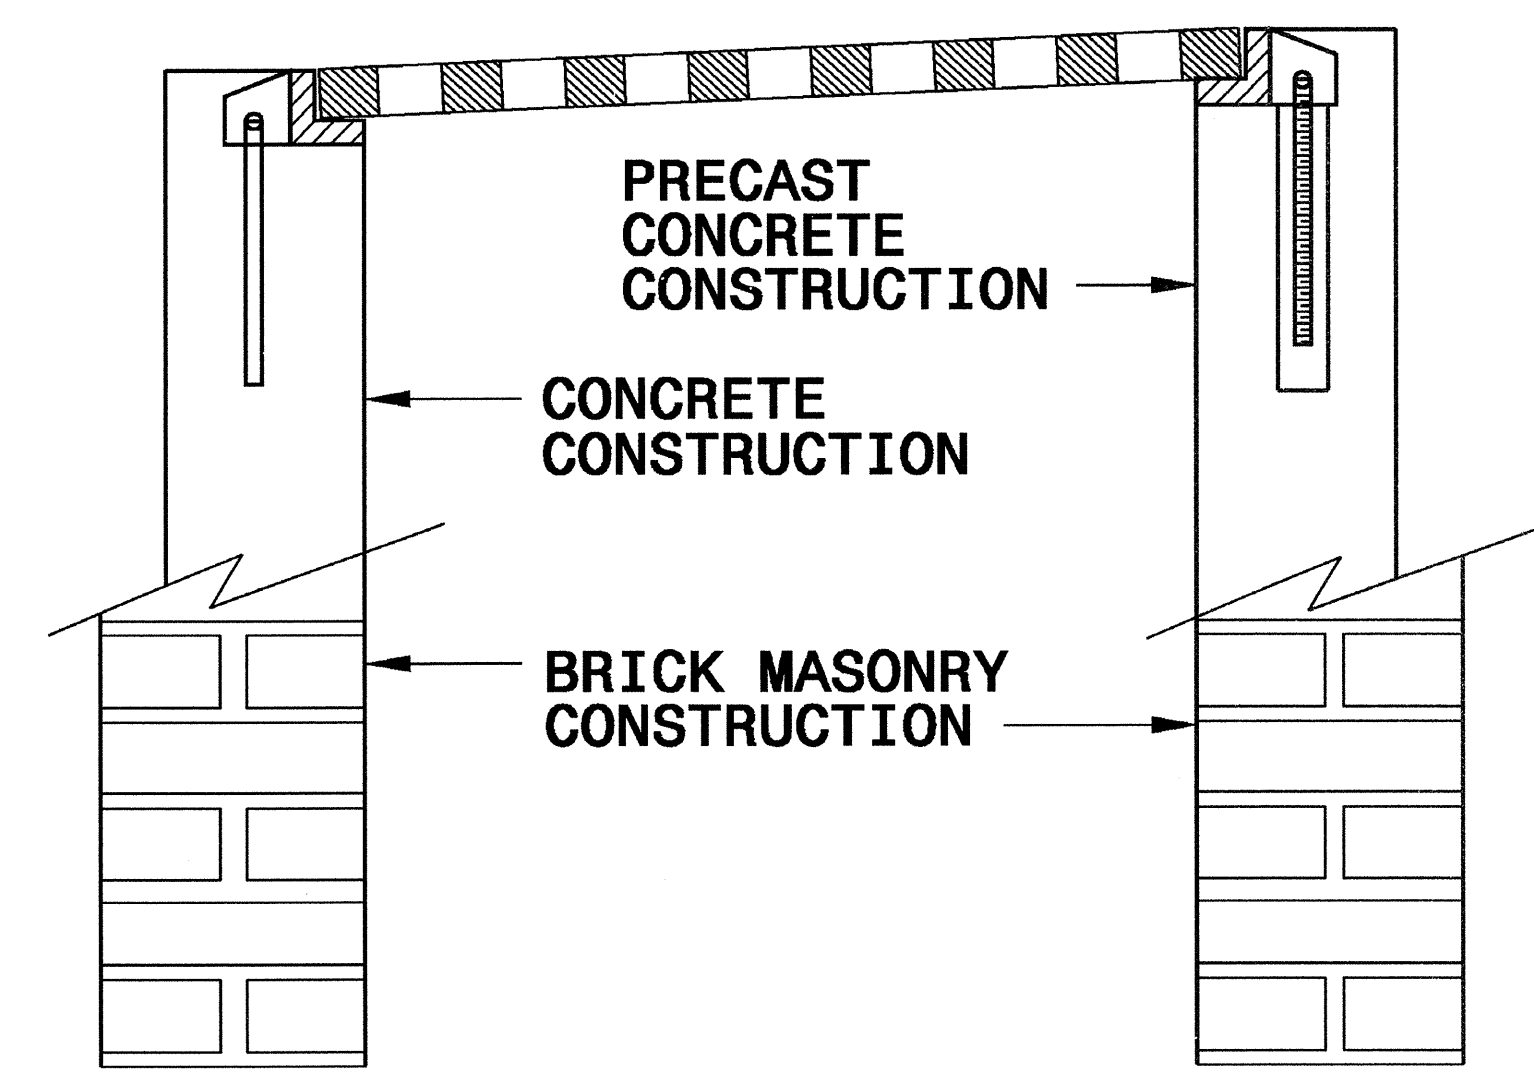 PRECAST
CONCRETE
CONSTRUCTION
CONCRETE
CONSTRUCTION
BRICK MASONRY
CONSTRUCTION